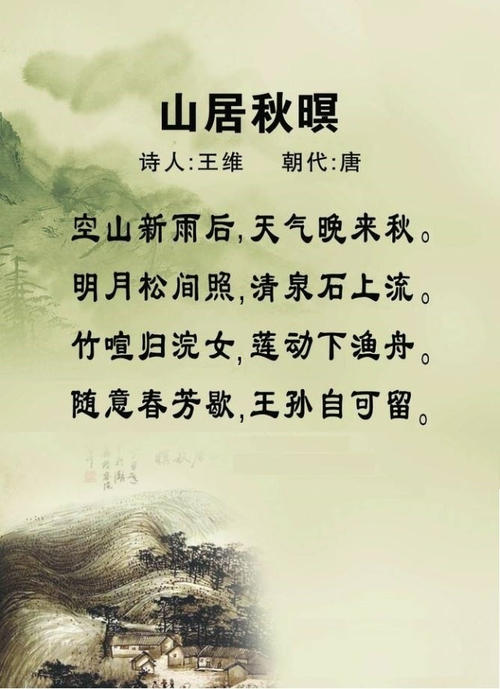 山居秋暝
诗人:王维 朝代:唐
空山新雨后,天气晚来秋。
明月松间照,清泉石上流。
竹喧归浣女,莲动下渔舟。
随意春芳歇,王孙自可留。